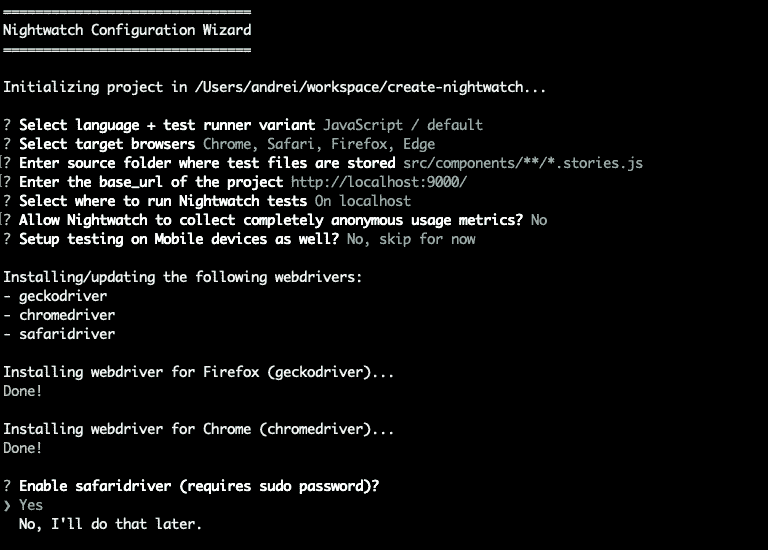 ===============================
Nightwatch Configuration Wizard
===============================
Initializing project in /Users/andrei/workspace/create-nightwatch...
? Select language + test runner variant JavaScript / default
? Select target browsers Chrome, Safari, Firefox, Edge
[? Enter source folder where test files are stored src/components/**/*.stories.js
[? Enter the base_url of the project http://localhost:9000/
? Select where to run Nightwatch tests On localhost
[? Allow Nightwatch to collect completely anonymous usage metrics? No
? Setup testing on Mobile devices as well? No, skip for now
Installing/updating the following webdrivers:
- geckodriver
- chromedriver
- safaridriver
Installing webdriver for Firefox (geckodriver)...
Done!
Installing webdriver for Chrome (chromedriver)...
Done!
? Enable safaridriver (requires sudo password)?
❯ Yes
No, I'll do that later.